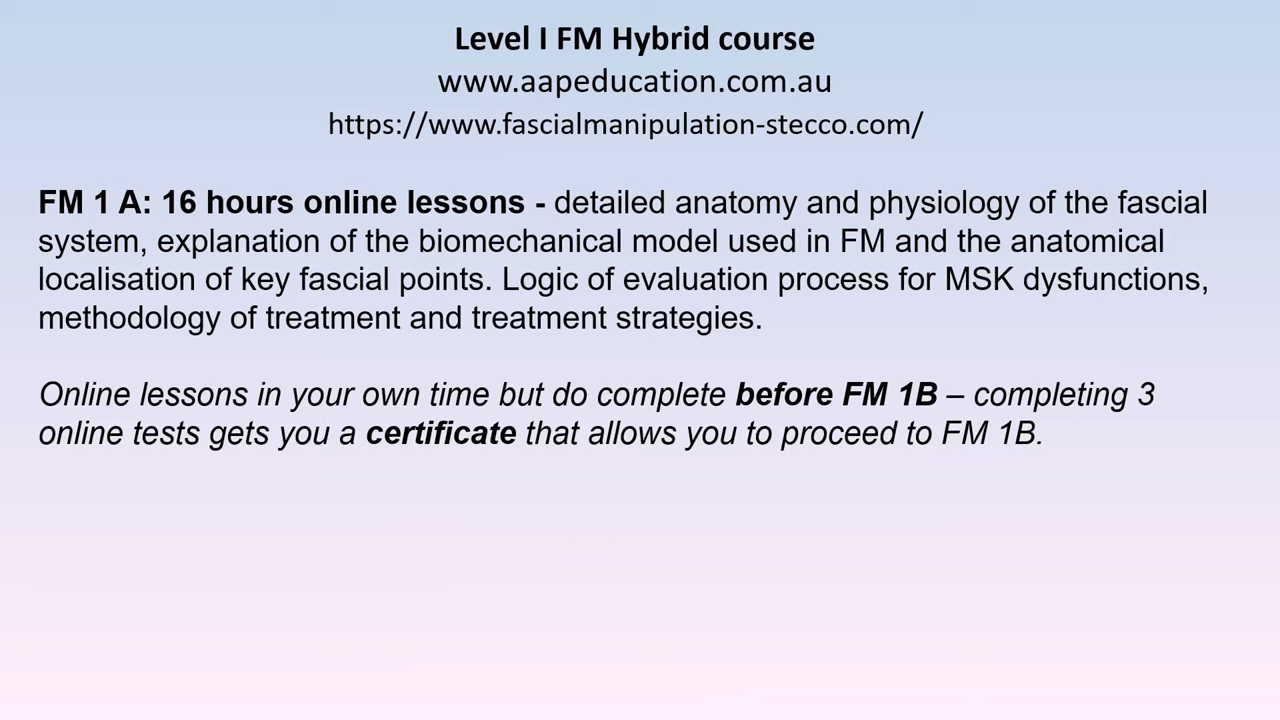 Level I FM Hybrid course
www.aapeducation.com.au
https://www.fascialmanipulation-stecco.com/
FM 1 A: 16 hours online lessons - detailed anatomy and physiology of the fascial
system, explanation of the biomechanical model used in FM and the anatomical
localisation of key fascial points. Logic of evaluation process for MSK dysfunctions,
methodology of treatment and treatment strategies.
Online lessons in your own time but do complete before FM 1B – completing 3
online tests gets you a certificate that allows you to proceed to FM 1B.